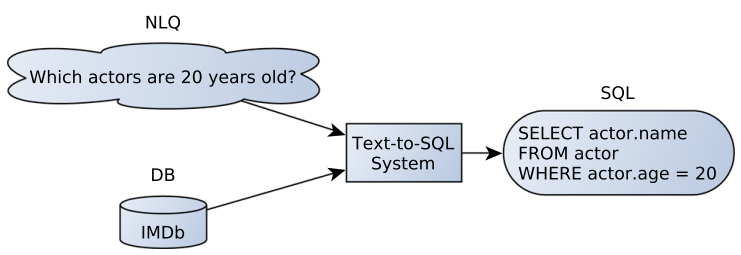 NLQ
Which actors are 20 years old?
DB
IMDb
Text-to-SQL
System
SQL
SELECT actor.name
FROM actor
WHERE actor.age = 20